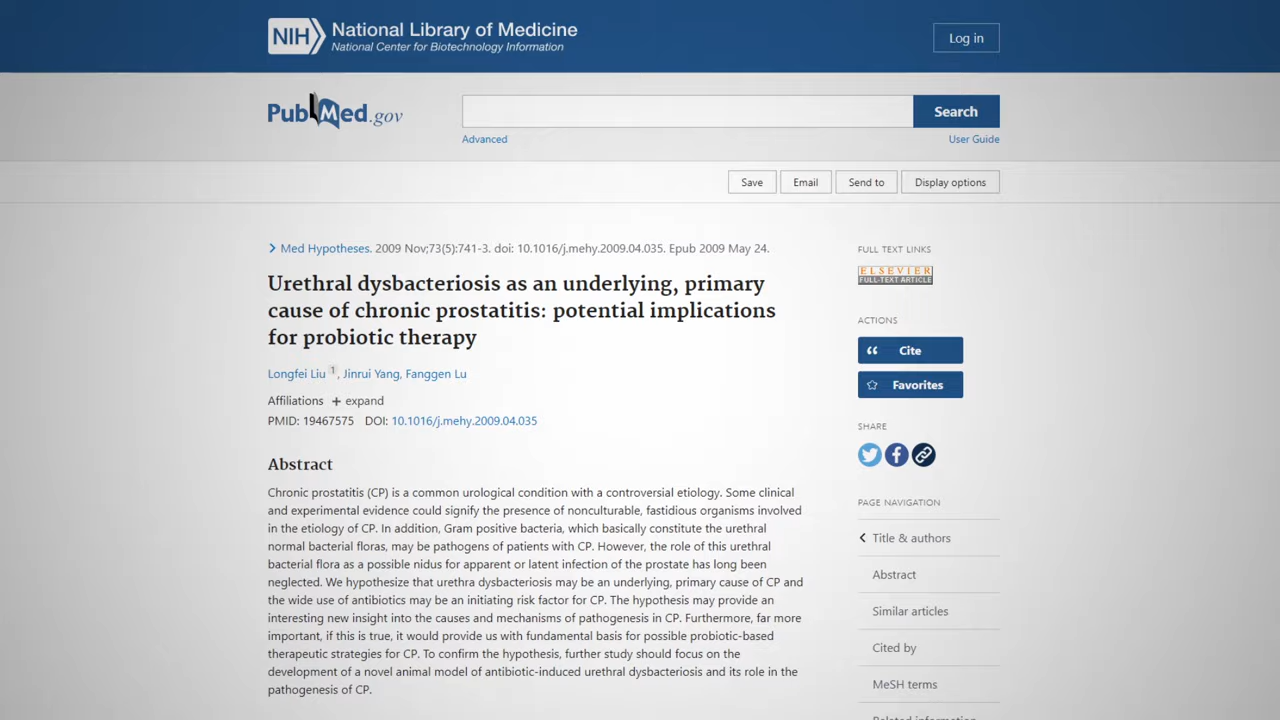 NIH
National Library of Medicine
National Center for Biotechnology Information
Log in
PubMed.gov
Search
Advanced
User Guide
Save
Email
Send to
Display options
Med Hypotheses. 2009 Nov;73(5):741-3. doi: 10.1016/j.mehy.2009.04.035. Epub 2009 May 24.
Urethral dysbacteriosis as an underlying, primary
cause of chronic prostatitis: potential implications
for probiotic therapy
Longfei Liu 1, Jinrui Yang, Fanggen Lu
Affiliations + expand
PMID: 19467575 DOI: 10.1016/j.mehy.2009.04.035
Abstract
Chronic prostatitis (CP) is a common urological condition with a controversial etiology. Some clinical
and experimental evidence could signify the presence of nonculturable, fastidious organisms involved
in the etiology of CP. In addition, Gram positive bacteria, which basically constitute the urethral
normal bacterial floras, may be pathogens of patients with CP. However, the role of this urethral
bacterial flora as a possible nidus for apparent or latent infection of the prostate has long been
neglected. We hypothesize that urethra dysbacteriosis may be an underlying, primary cause of CP and
the wide use of antibiotics may be an initiating risk factor for CP. The hypothesis may provide an
interesting new insight into the causes and mechanisms of pathogenesis in CP. Furthermore, far more
important, if this is true, it would provide us with fundamental basis for possible probiotic-based
therapeutic strategies for CP. To confirm the hypothesis, further study should focus on the
development of a novel animal model of antibiotic-induced urethral dysbacteriosis and its role in the
pathogenesis of CP.
FULL TEXT LINKS
ELSEVIER
FULL-TEXT ARTICLE
ACTIONS
Cite
Favorites
SHARE
PAGE NAVIGATION
Title & authors
Abstract
Similar articles
Cited by
MeSH terms
Related information